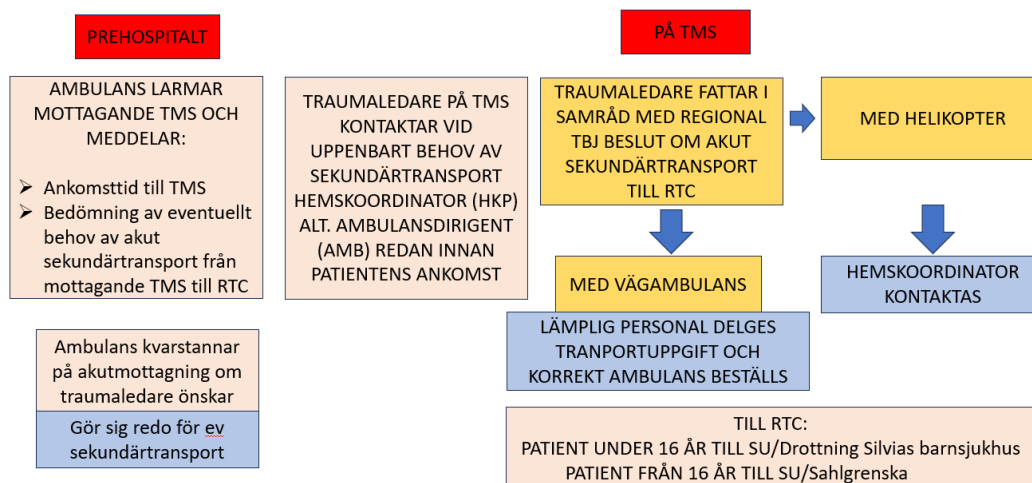 PREHOSPITALT
AMBULANS LARMAR
MOTTAGANDE TMS OCH
MEDDELAR:
➢ Ankomsttid till TMS
➢ Bedömning av eventuellt
behov av akut
sekundärtransport från
mottagande TMS till RTC
Ambulans kvarstannar
på akutmottagning om
traumaledare önskar
Gör sig redo för ev
sekundärtransport
TRAUMALEDARE PÅ TMS
KONTAKTAR VID
UPPENBART BEHOV AV
SEKUNDÄRTRANSPORT
HEMSKOORDINATOR (HKP)
ALT. AMBULANSDIRIGENT
(AMB) REDAN INNAN
PATIENTENS ANKOMST
PÅ TMS
TRAUMALEDARE FATTAR I
SAMRÅD MED REGIONAL
TBJ BESLUT OM AKUT
SEKUNDÄRTRANSPORT
TILL RTC
MED HELIKOPTER
HEMSKOORDINATOR
KONTAKTAS
MED VÄGAMBULANS
LÄMPLIG PERSONAL DELGES
TRANPORTUPPGIFT OCH
KORREKT AMBULANS BESTÄLLS
TILL RTC:
PATIENT UNDER 16 ÅR TILL SU/Drottning Silvias barnsjukhus
PATIENT FRÅN 16 ÅR TILL SU/Sahlgrenska